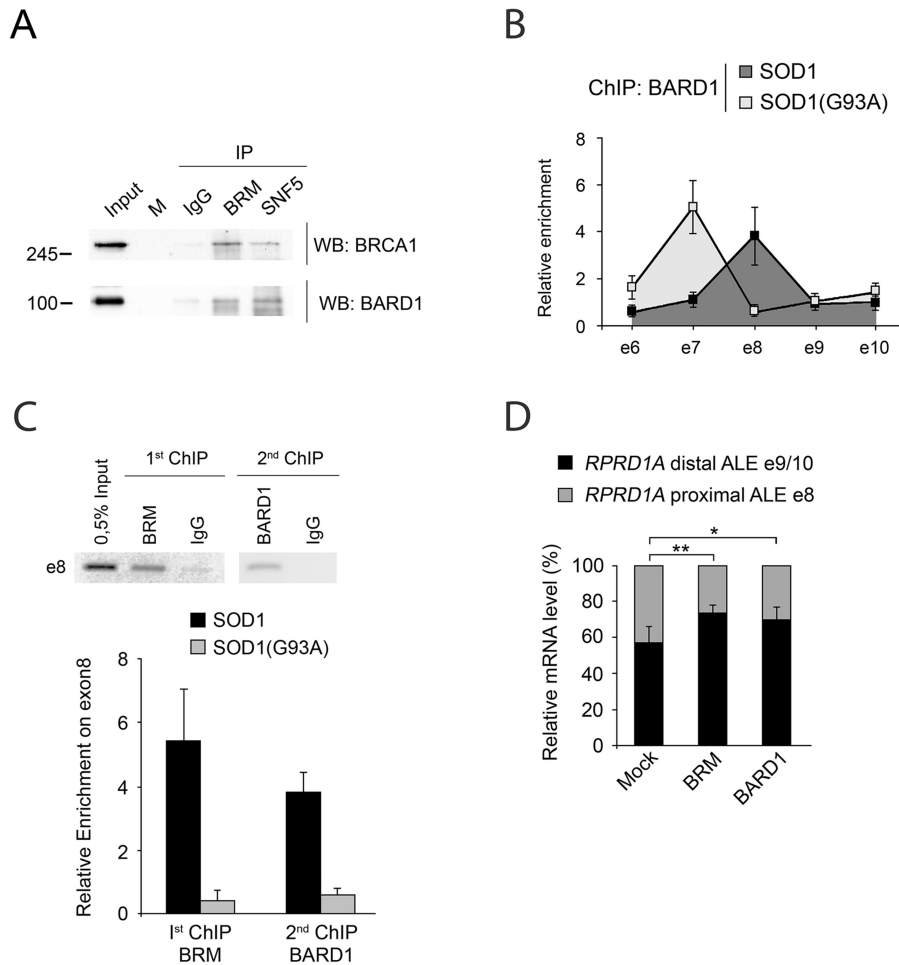 A
IP
Input M IgG BRM SNF5
245
WB: BRCA1
100
WB: BARD1
B
ChIP: BARD1
SOD1
SOD1(G93A)
Relative enrichment
8
6
4
2
0
e6 e7 e8 e9 e10
C
1st ChIP 2nd ChIP
0,5% Input BRM IgG BARD1 IgG
e8
SOD1
SOD1(G93A)
Relative Enrichment on exon8
8
6
4
2
0
Ist ChIP 2nd ChIP
BRM BARD1
D
RPRD1A distal ALE e9/10
RPRD1A proximal ALE e8
*
**
Relative mRNA level (%)
100
80
60
40
20
0
Mock BRM BARD1